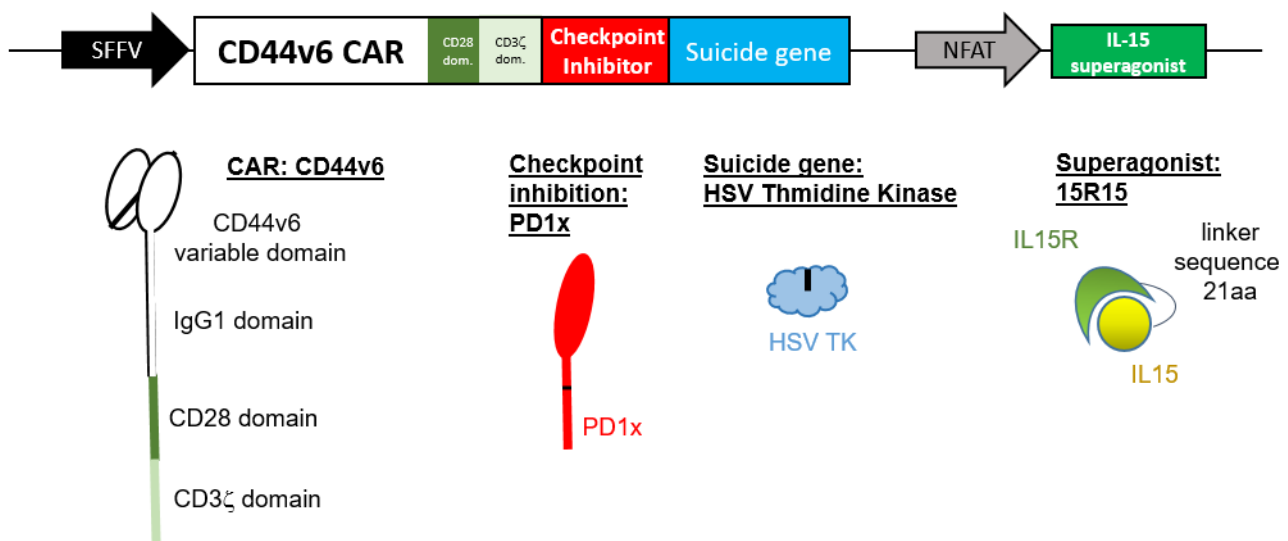 SFFV
CD44v6 CAR
CD28
dom.
CD3ζ
dom.
Checkpoint
Inhibitor
Suicide gene
NFAT
IL-15
superagonist
CAR: CD44v6
CD44v6
variable domain
IgG1 domain
CD28 domain
CD3ζ domain
Checkpoint
inhibition:
PD1x
PD1x
Suicide gene:
HSV Thmidine Kinase
HSV TK
Superagonist:
15R15
IL15R
linker
sequence
21aa
IL15